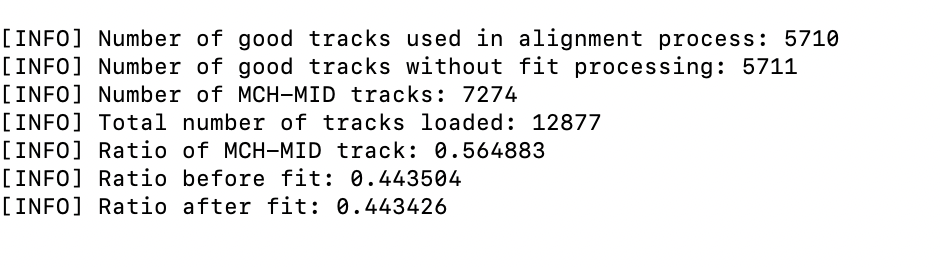 [INFO] Number of good tracks used in alignment process: 5710
[INFO] Number of good tracks without fit processing: 5711
[INFO] Number of MCH-MID tracks: 7274
[INFO] Total number of tracks loaded: 12877
[INFO] Ratio of MCH-MID track: 0.564883
[INFO] Ratio before fit: 0.443504
[INFO] Ratio after fit: 0.443426